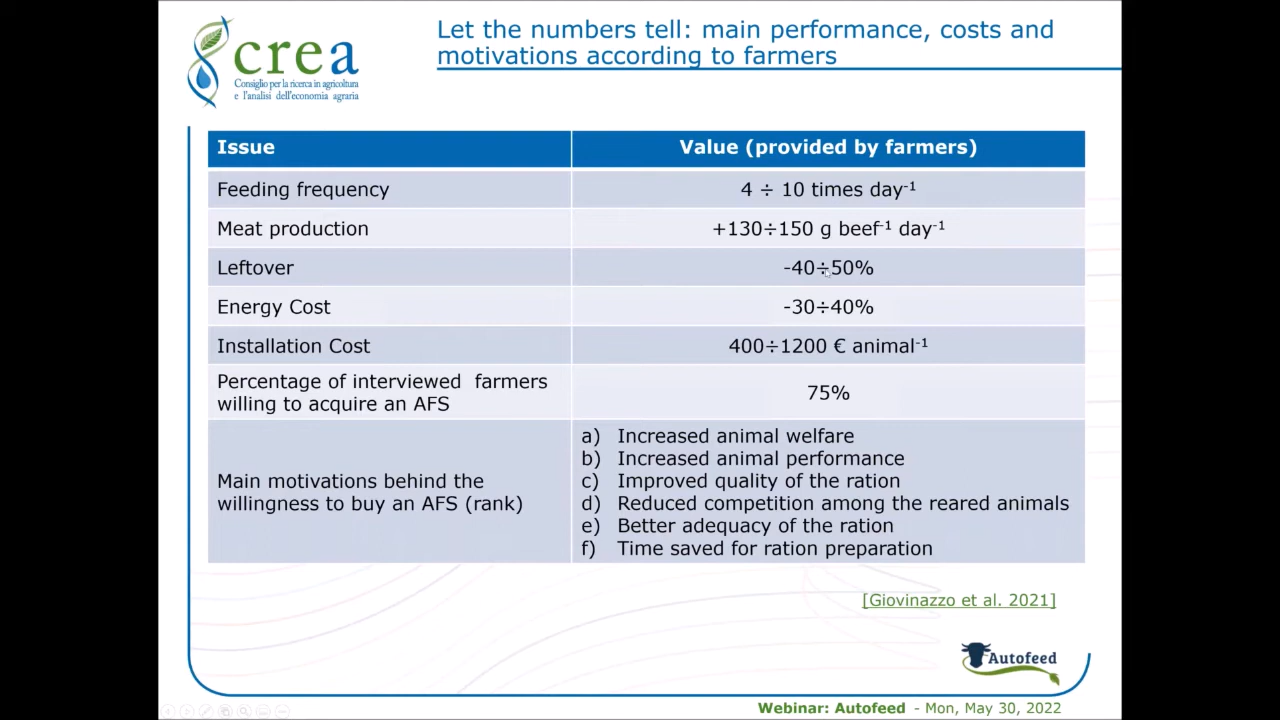 Let the numbers tell: main performance, costs and
motivations according to farmers
crea
Consiglio per la ricerca in agricoltura
e l'analisi dell'economia agraria
Issue Value (provided by farmers)
Feeding frequency 4 ÷ 10 times day⁻¹
Meat production +130÷150 g beef⁻¹ day⁻¹
Leftover -40÷50%
Energy Cost -30÷40%
Installation Cost 400÷1200 € animal⁻¹
Percentage of interviewed farmers
willing to acquire an AFS 75%
Main motivations behind the
willingness to buy an AFS (rank)
a) Increased animal welfare
b) Increased animal performance
c) Improved quality of the ration
d) Reduced competition among the reared animals
e) Better adequacy of the ration
f) Time saved for ration preparation
[Giovinazzo et al. 2021]
Autofeed
Webinar: Autofeed - Mon, May 30, 2022